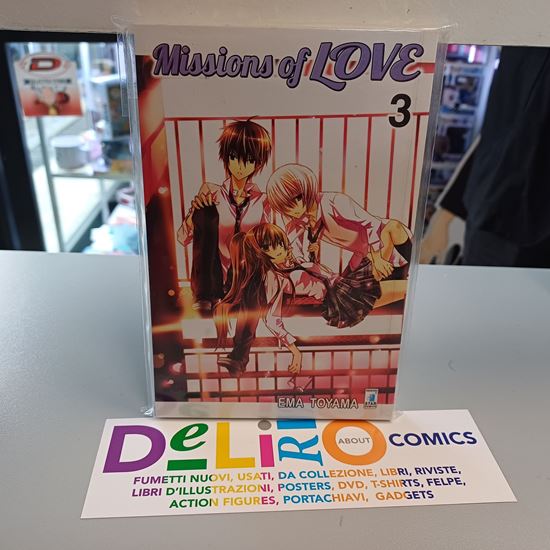 Missions of LOVE
3
EMA TOYAMA
STAR
DeLiRiO
ABOUT
COMICS
FUMETTI NUOVI, USATI, DA COLLEZIONE, LIBRI, RIVISTE,
LIBRI D'ILLUSTRAZIONI, POSTERS, DVD, T-SHIRTS, FELPE,
ACTION FIGURES, PORTACHIAVI, GADGETS